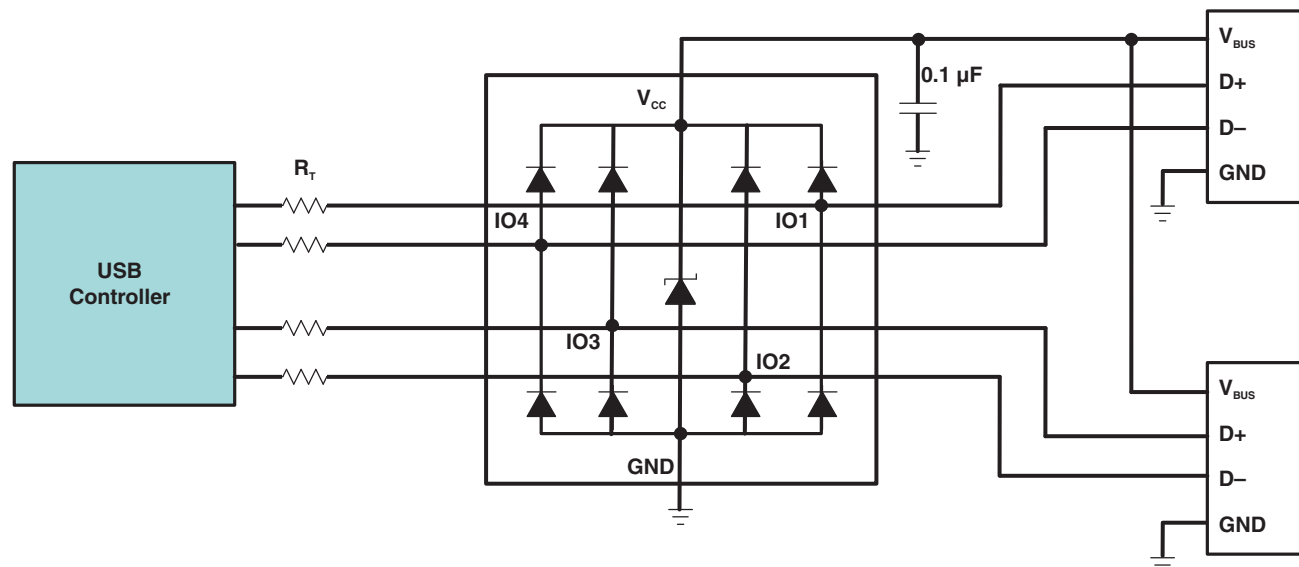 V_BUS
D+
D–
GND
0.1 µF
V_CC
R_T
IO4
IO1
USB
Controller
IO3
IO2
GND
V_BUS
D+
D–
GND